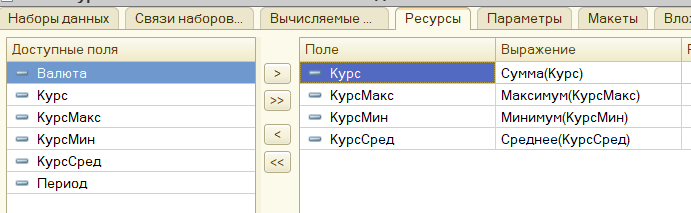 Наборы данных Связи наборов... Вычисляемые ... Ресурсы Параметры Макеты
Доступные поля Поле Выражение
Валюта Курс Сумма(Курс)
Курс КурсМакс Максимум(КурсМакс)
КурсМакс КурсМин Минимум(КурсМин)
КурсМин КурсСред Среднее(КурсСред)
КурсСред
Период